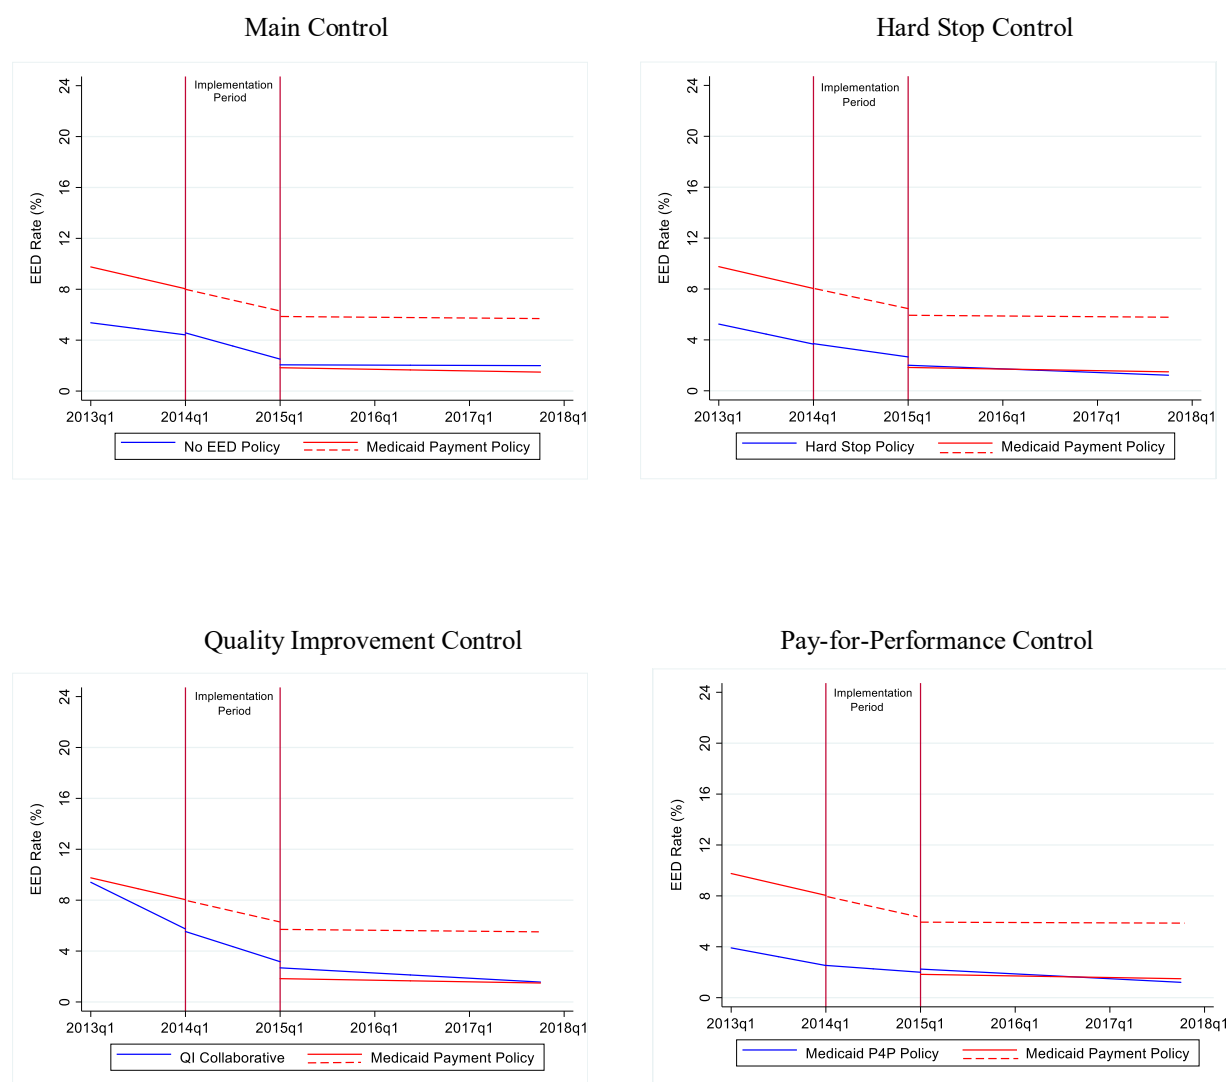 Main Control
Hard Stop Control
Implementation
Period
24
20
16
12
8
4
0
EED Rate (%)
2013q1 2014q1 2015q1 2016q1 2017q1 2018q1
No EED Policy Medicaid Payment Policy
Implementation
Period
24
20
16
12
8
4
0
EED Rate (%)
2013q1 2014q1 2015q1 2016q1 2017q1 2018q1
Hard Stop Policy Medicaid Payment Policy
Quality Improvement Control
Pay-for-Performance Control
Implementation
Period
24
20
16
12
8
4
0
EED Rate (%)
2013q1 2014q1 2015q1 2016q1 2017q1 2018q1
QI Collaborative Medicaid Payment Policy
Implementation
Period
24
20
16
12
8
4
0
EED Rate (%)
2013q1 2014q1 2015q1 2016q1 2017q1 2018q1
Medicaid P4P Policy Medicaid Payment Policy